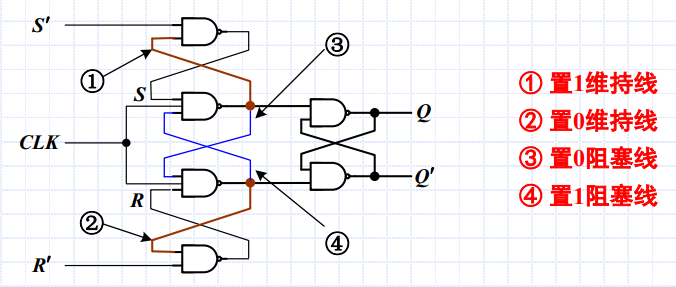 S′
①
③
S
CLK
Q
Q′
R
②
④
R′
① 置1维持线
② 置0维持线
③ 置0阻塞线
④ 置1阻塞线